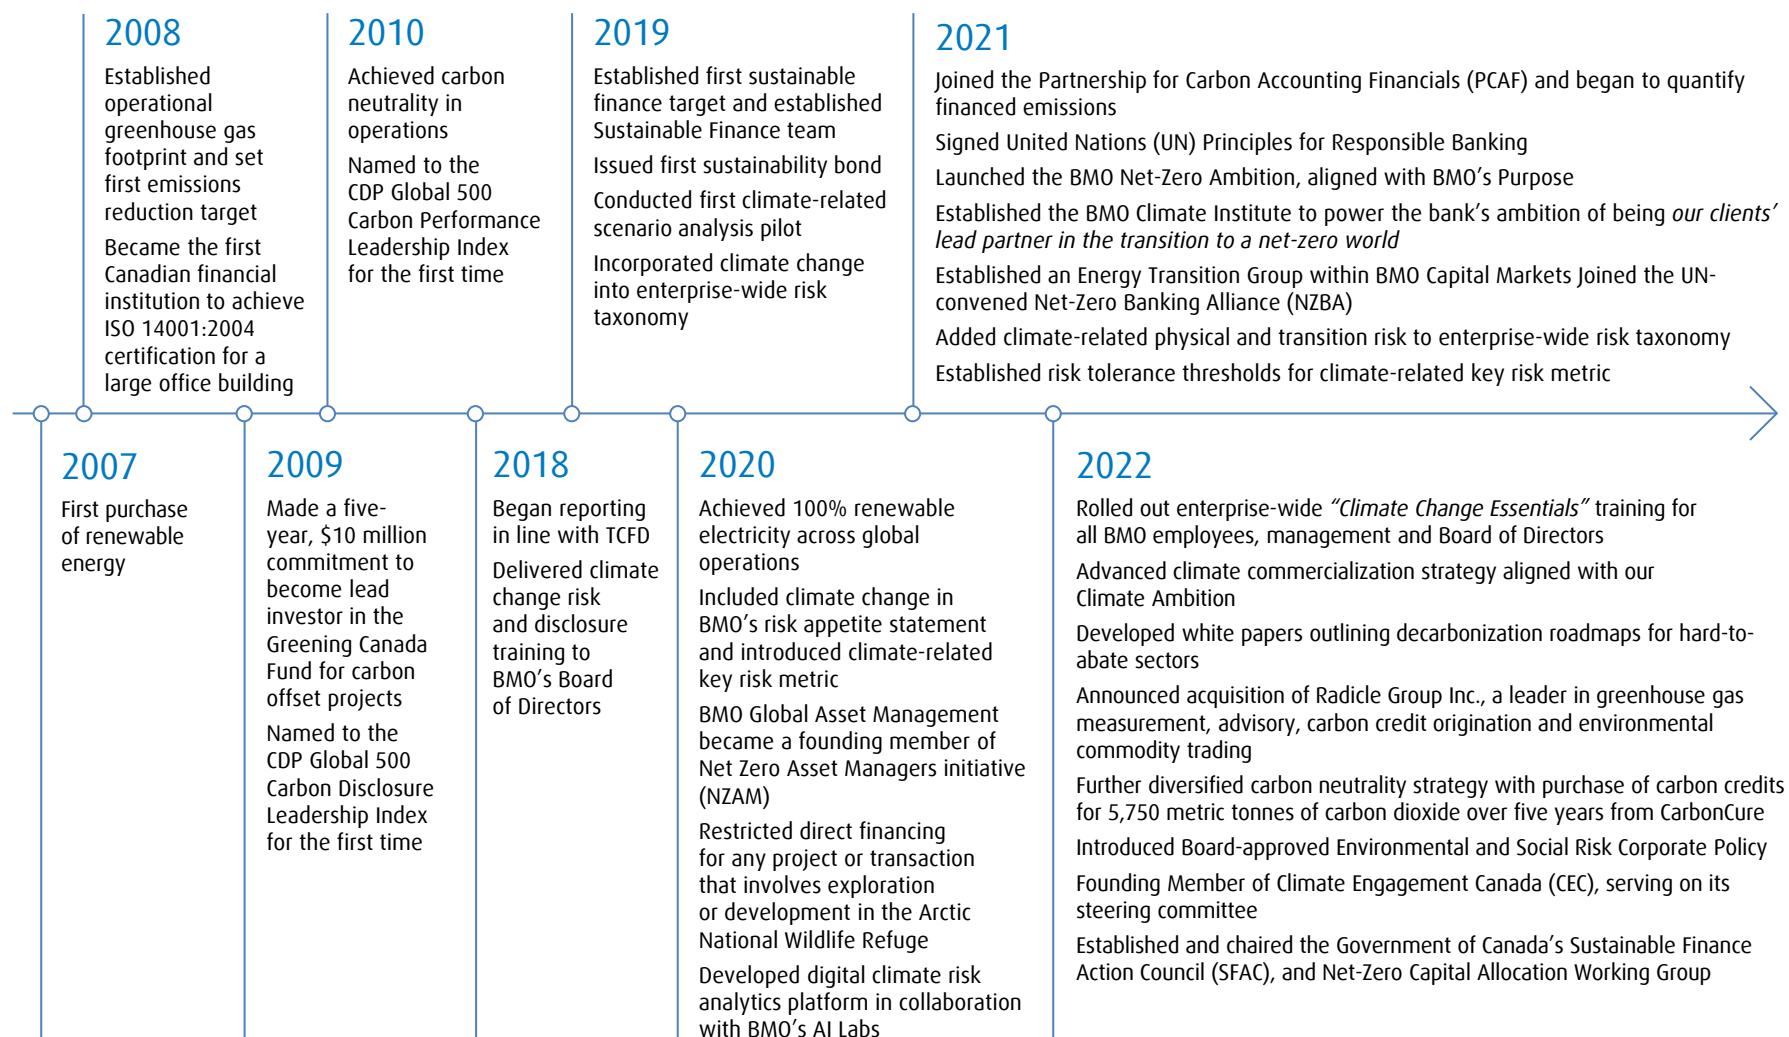 2008
Established
operational
greenhouse gas
footprint and set
first emissions
reduction target
Became the first
Canadian financial
institution to achieve
ISO 14001:2004
certification for a
large office building
2010
Achieved carbon
neutrality in
operations
Named to the
CDP Global 500
Carbon Performance
Leadership Index
for the first time
2019
Established first sustainable
finance target and established
Sustainable Finance team
Issued first sustainability bond
Conducted first climate-related
scenario analysis pilot
Incorporated climate change
into enterprise-wide risk
taxonomy
2021
Joined the Partnership for Carbon Accounting Financials (PCAF) and began to quantify
financed emissions
Signed United Nations (UN) Principles for Responsible Banking
Launched the BMO Net-Zero Ambition, aligned with BMO’s Purpose
Established the BMO Climate Institute to power the bank’s ambition of being our clients’
lead partner in the transition to a net-zero world
Established an Energy Transition Group within BMO Capital Markets Joined the UN-
convened Net-Zero Banking Alliance (NZBA)
Added climate-related physical and transition risk to enterprise-wide risk taxonomy
Established risk tolerance thresholds for climate-related key risk metric
2007
First purchase
of renewable
energy
2009
Made a five-
year, $10 million
commitment to
become lead
investor in the
Greening Canada
Fund for carbon
offset projects
Named to the
CDP Global 500
Carbon Disclosure
Leadership Index
for the first time
2018
Began reporting
in line with TCFD
Delivered climate
change risk
and disclosure
training to
BMO’s Board
of Directors
2020
Achieved 100% renewable
electricity across global
operations
Included climate change in
BMO’s risk appetite statement
and introduced climate-related
key risk metric
BMO Global Asset Management
became a founding member of
Net Zero Asset Managers initiative
(NZAM)
Restricted direct financing
for any project or transaction
that involves exploration
or development in the Arctic
National Wildlife Refuge
Developed digital climate risk
analytics platform in collaboration
with BMO’s AI Labs
2022
Rolled out enterprise-wide “Climate Change Essentials” training for
all BMO employees, management and Board of Directors
Advanced climate commercialization strategy aligned with our
Climate Ambition
Developed white papers outlining decarbonization roadmaps for hard-to-
abate sectors
Announced acquisition of Radicle Group Inc., a leader in greenhouse gas
measurement, advisory, carbon credit origination and environmental
commodity trading
Further diversified carbon neutrality strategy with purchase of carbon credits
for 5,750 metric tonnes of carbon dioxide over five years from CarbonCure
Introduced Board-approved Environmental and Social Risk Corporate Policy
Founding Member of Climate Engagement Canada (CEC), serving on its
steering committee
Established and chaired the Government of Canada’s Sustainable Finance
Action Council (SFAC), and Net-Zero Capital Allocation Working Group